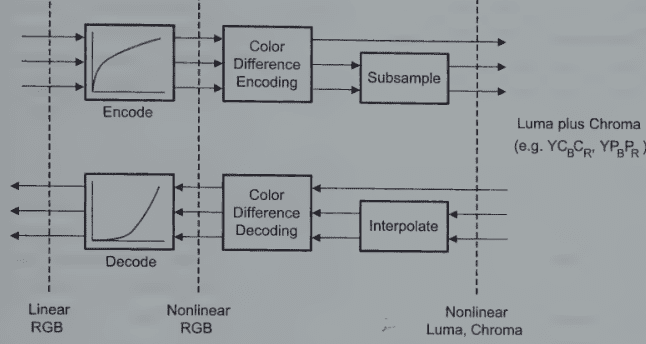 Color
Difference
Encoding
Subsample
Encode
Luma plus Chroma
(e.g. YCBCR, YPBPR)
Color
Difference
Decoding
Interpolate
Decode
Linear
RGB
Nonlinear
RGB
Nonlinear
Luma, Chroma